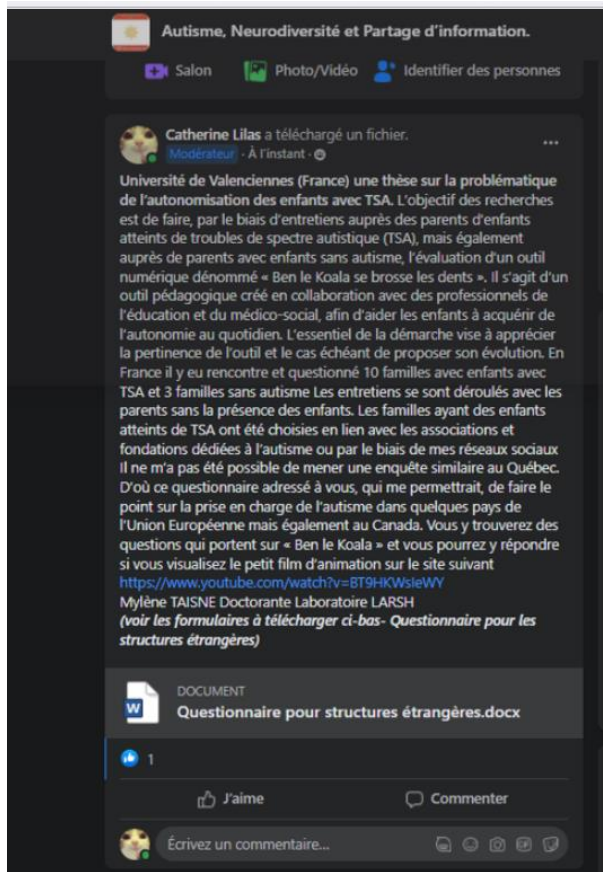 Autisme, Neurodiversité et Partage d'information.
Salon Photo/Vidéo Identifier des personnes
Catherine Lilas a téléchargé un fichier.
Modérateur · À l'instant ·
Université de Valenciennes (France) une thèse sur la problématique
de l'autonomisation des enfants avec TSA. L'objectif des recherches
est de faire, par le biais d'entretiens auprès des parents d'enfants
atteints de troubles de spectre autistique (TSA), mais également
auprès de parents avec enfants sans autisme, l'évaluation d'un outil
numérique dénommé « Ben le Koala se brosse les dents ». Il s'agit d'un
outil pédagogique créé en collaboration avec des professionnels de
l'éducation et du médico-social, afin d'aider les enfants à acquérir de
l'autonomie au quotidien. L'essentiel de la démarche vise à apprécier
la pertinence de l'outil et le cas échéant de proposer son évolution. En
France il y eu rencontre et questionné 10 familles avec enfants avec
TSA et 3 familles sans autisme Les entretiens se sont déroulés avec les
parents sans la présence des enfants. Les familles ayant des enfants
atteints de TSA ont été choisies en lien avec les associations et
fondations dédiées à l'autisme ou par le biais de mes réseaux sociaux
Il ne m'a pas été possible de mener une enquête similaire au Québec.
D'où ce questionnaire adressé à vous, qui me permettrait, de faire le
point sur la prise en charge de l'autisme dans quelques pays de
l'Union Européenne mais également au Canada. Vous y trouverez des
questions qui portent sur « Ben le Koala » et vous pourrez y répondre
si vous visualisez le petit film d'animation sur le site suivant
https://www.youtube.com/watch?v=BT9HKWsIeWY
Mylène TAISNE Doctorante Laboratoire LARSH
(voir les formulaires à télécharger ci-bas- Questionnaire pour les
structures étrangères)
DOCUMENT
Questionnaire pour structures étrangères.docx
1
J'aime Commenter
Écrivez un commentaire...